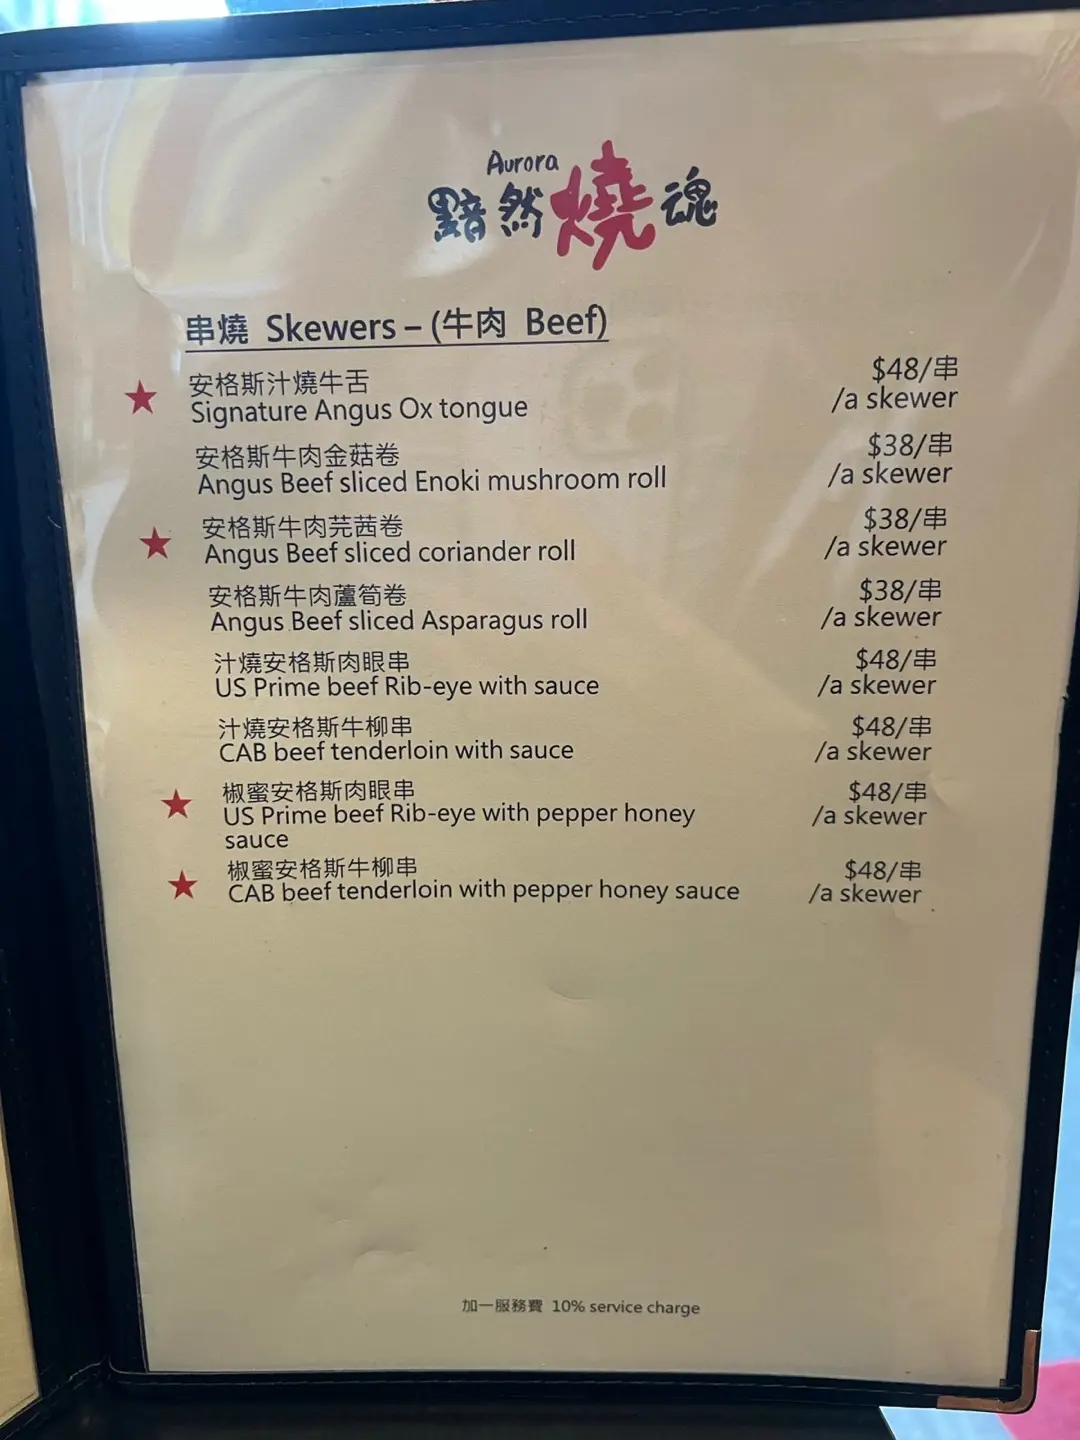 Aurora
黯然燒魂
串燒 Skewers – (牛肉 Beef)
★ 安格斯汁燒牛舌 $48/串
Signature Angus Ox tongue /a skewer
安格斯牛肉金菇卷 $38/串
Angus Beef sliced Enoki mushroom roll /a skewer
★ 安格斯牛肉芫茜卷 $38/串
Angus Beef sliced coriander roll /a skewer
安格斯牛肉蘆筍卷 $38/串
Angus Beef sliced Asparagus roll /a skewer
汁燒安格斯肉眼串 $48/串
US Prime beef Rib-eye with sauce /a skewer
汁燒安格斯牛柳串 $48/串
CAB beef tenderloin with sauce /a skewer
★ 椒蜜安格斯肉眼串 $48/串
US Prime beef Rib-eye with pepper honey /a skewer
sauce
★ 椒蜜安格斯牛柳串 $48/串
CAB beef tenderloin with pepper honey sauce /a skewer
加一服務費 10% service charge